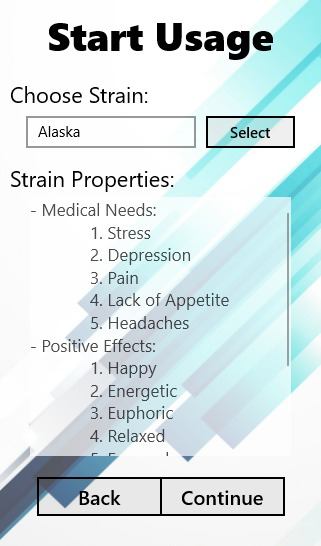 Start Usage
Choose Strain:
Alaska
Select
Strain Properties:
- Medical Needs:
1. Stress
2. Depression
3. Pain
4. Lack of Appetite
5. Headaches
- Positive Effects:
1. Happy
2. Energetic
3. Euphoric
4. Relaxed
Back
Continue